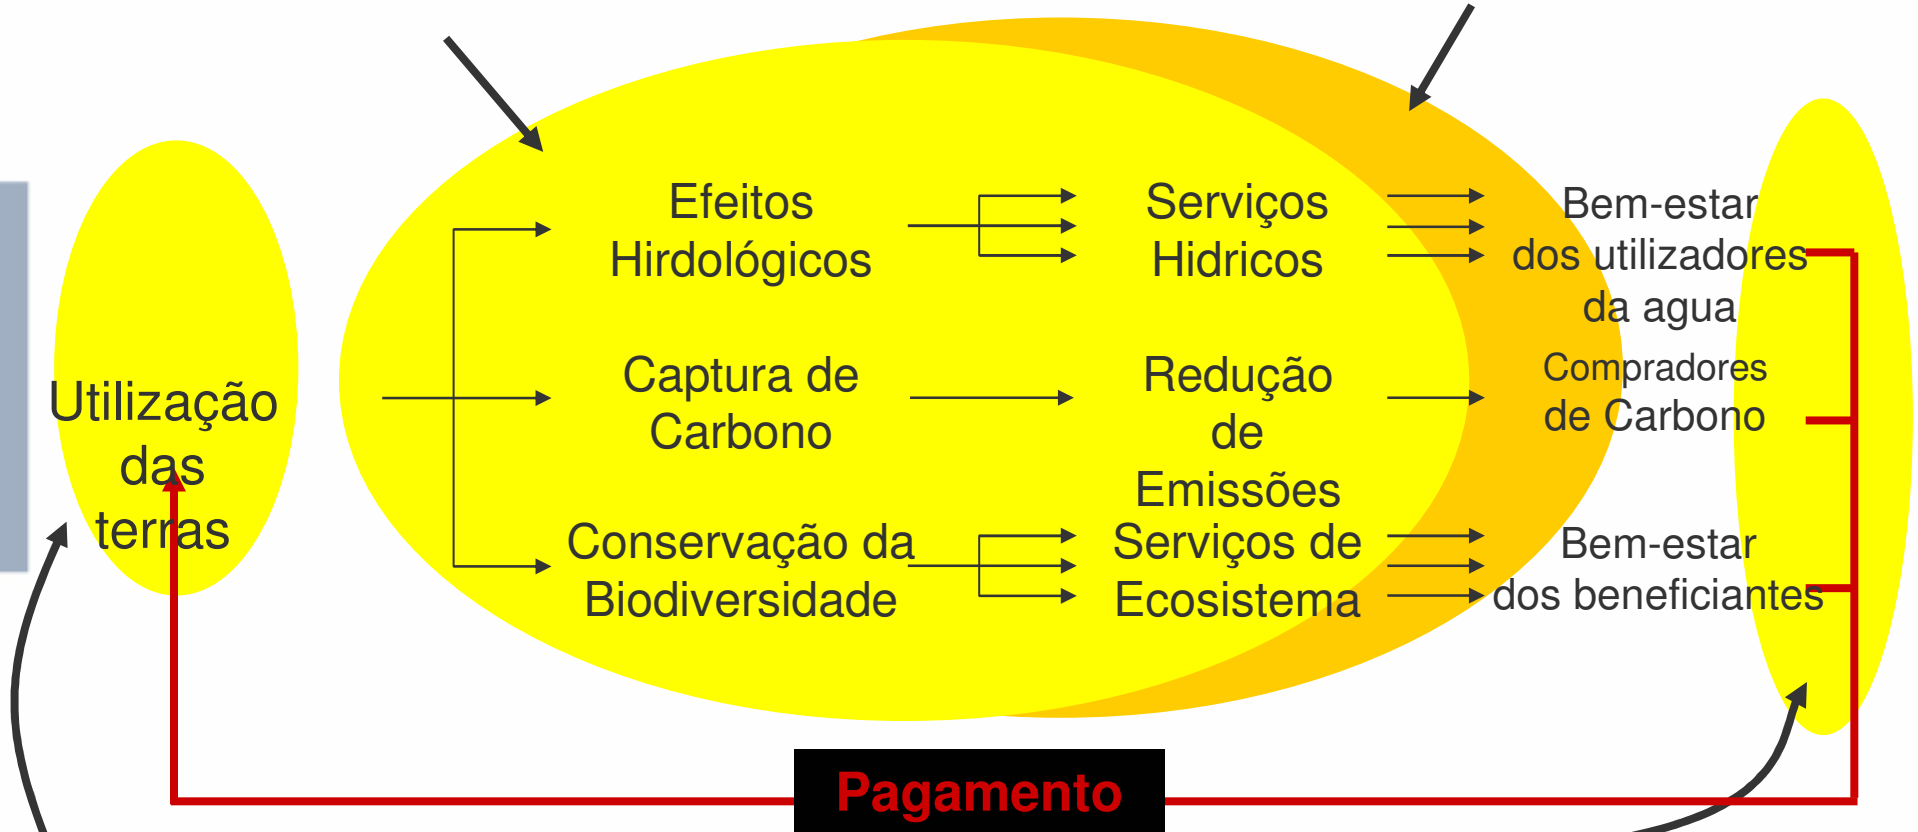 Utilização
das
terras
Efeitos
Hirdológicos
Serviços
Hidricos
Bem-estar
dos utilizadores
da agua
Captura de
Carbono
Redução
de
Emissões
Compradores
de Carbono
Conservação da
Biodiversidade
Serviços de
Ecosistema
Bem-estar
dos beneficiantes
Pagamento